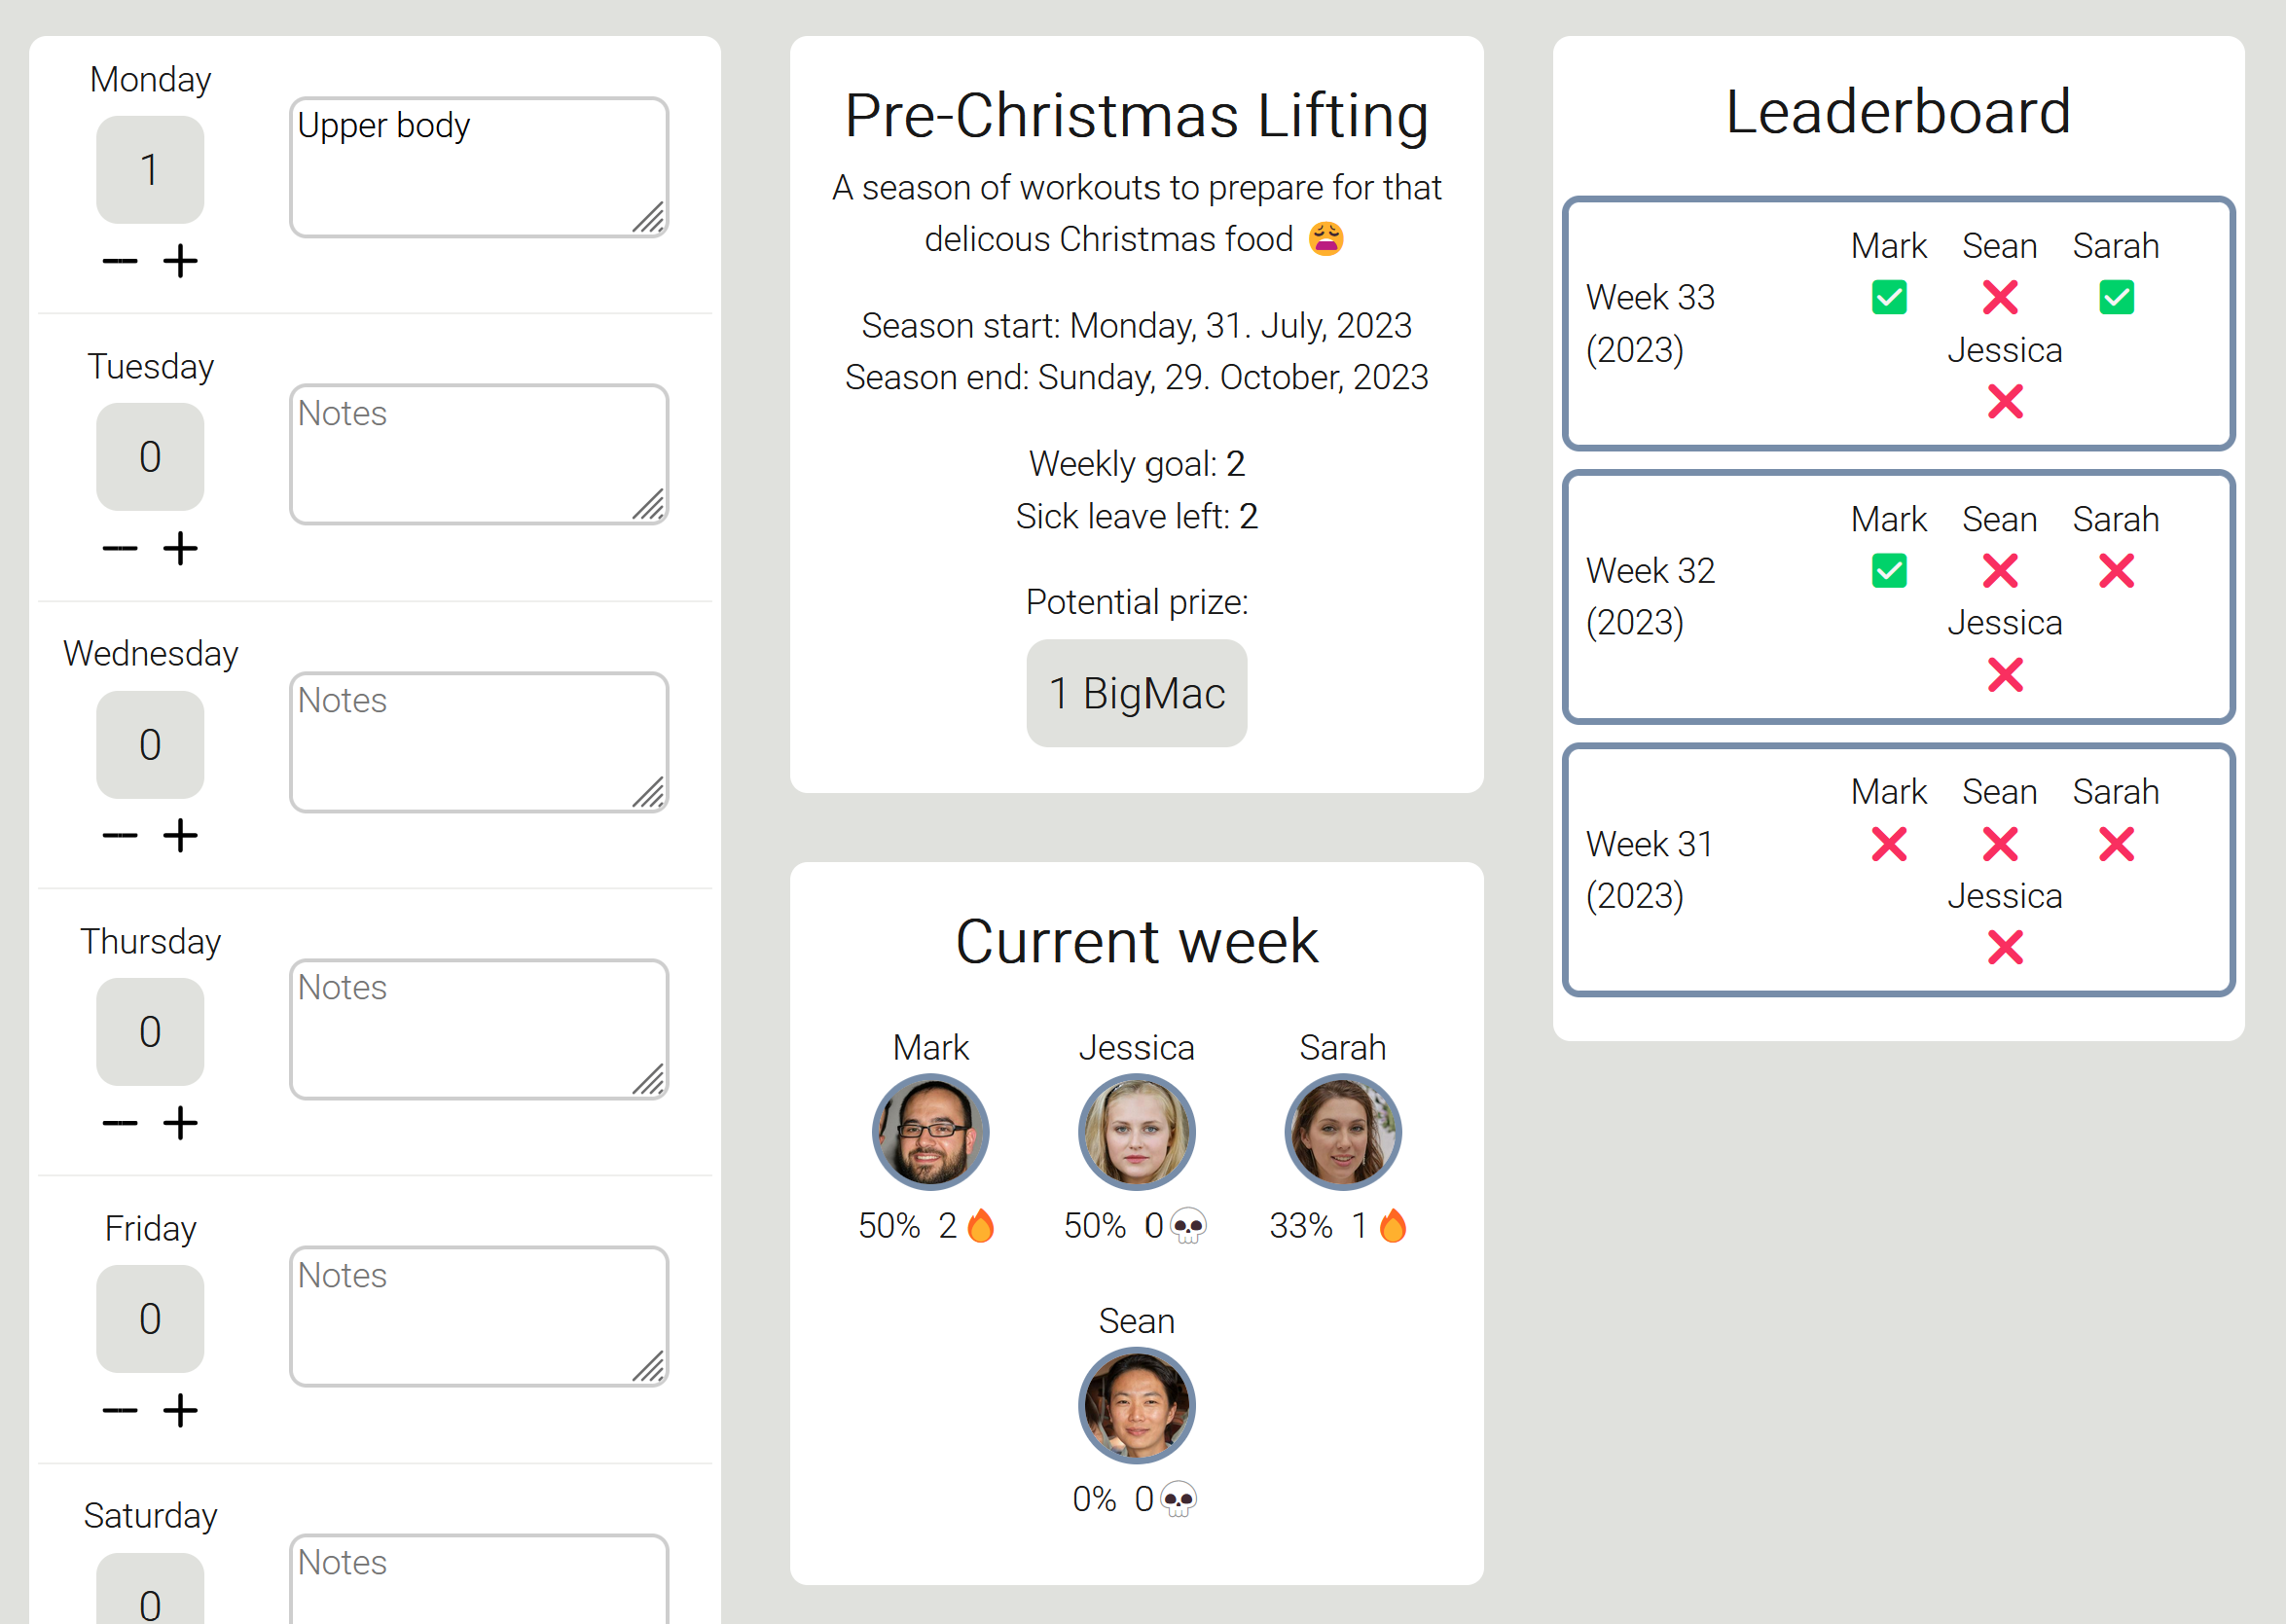 Monday
1
Upper body
Tuesday
0
Notes
Wednesday
0
Notes
Thursday
0
Notes
Friday
0
Notes
Saturday
0
Notes
Pre-Christmas Lifting
A season of workouts to prepare for that
delicous Christmas food 😩
Season start: Monday, 31. July, 2023
Season end: Sunday, 29. October, 2023
Weekly goal: 2
Sick leave left: 2
Potential prize:
1 BigMac
Current week
Mark Jessica Sarah
50% 2🔥 50% 0💀 33% 1🔥
Sean
0% 0💀
Leaderboard
Week 33
(2023)
Mark Sean Sarah
✅ ❌ ✅
Jessica
❌
Week 32
(2023)
Mark Sean Sarah
✅ ❌ ❌
Jessica
❌
Week 31
(2023)
Mark Sean Sarah
❌ ❌ ❌
Jessica
❌